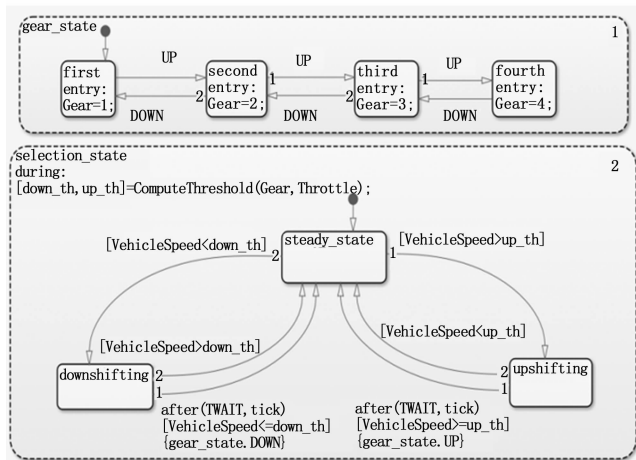 gear_state
1
UP
UP
UP
first
entry:
Gear=1;
second
entry:
Gear=2;
third
entry:
Gear=3;
fourth
entry:
Gear=4;
1
1
2
2
DOWN
DOWN
DOWN
selection_state
2
during:
[down_th,up_th]=ComputeThreshold(Gear,Throttle);
[VehicleSpeed<down_th]
steady_state
[VehicleSpeed>up_th]
2
1
[VehicleSpeed>down_th]
[VehicleSpeed<up_th]
downshifting
2
1
upshifting
2
1
after(TWAIT,tick)
[VehicleSpeed<=down_th]
{gear_state.DOWN}
after(TWAIT,tick)
[VehicleSpeed>=up_th]
{gear_state.UP}